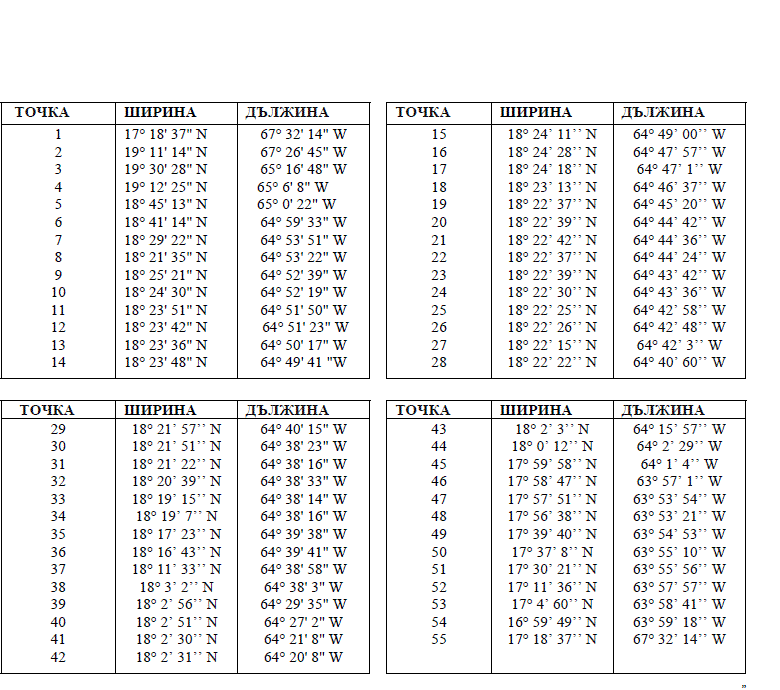 ТОЧКА ШИРИНА ДЪЛЖИНА
1 17° 18' 37" N 67° 32' 14" W
2 19° 11' 14" N 67° 26' 45" W
3 19° 30' 28" N 65° 16' 48" W
4 19° 12' 25" N 65° 6' 8" W
5 18° 45' 13" N 65° 0' 22" W
6 18° 41' 14" N 64° 59' 33" W
7 18° 29' 22" N 64° 53' 51" W
8 18° 21' 35" N 64° 53' 22" W
9 18° 25' 21" N 64° 52' 39" W
10 18° 24' 30" N 64° 52' 19" W
11 18° 23' 51" N 64° 51' 50" W
12 18° 23' 42" N 64° 51' 23" W
13 18° 23' 36" N 64° 50' 17" W
14 18° 23' 48" N 64° 49' 41 "W
ТОЧКА ШИРИНА ДЪЛЖИНА
15 18° 24’ 11’’ N 64° 49’ 00’’ W
16 18° 24’ 28’’ N 64° 47’ 57’’ W
17 18° 24’ 18’’ N 64° 47’ 1’’ W
18 18° 23’ 13’’ N 64° 46’ 37’’ W
19 18° 22’ 37’’ N 64° 45’ 20’’ W
20 18° 22’ 39’’ N 64° 44’ 42’’ W
21 18° 22’ 42’’ N 64° 44’ 36’’ W
22 18° 22’ 37’’ N 64° 44’ 24’’ W
23 18° 22’ 39’’ N 64° 43’ 42’’ W
24 18° 22’ 30’’ N 64° 43’ 36’’ W
25 18° 22’ 25’’ N 64° 42’ 58’’ W
26 18° 22’ 26’’ N 64° 42’ 48’’ W
27 18° 22’ 15’’ N 64° 42’ 3’’ W
28 18° 22’ 22’’ N 64° 40’ 60’’ W
ТОЧКА ШИРИНА ДЪЛЖИНА
29 18° 21’ 57’’ N 64° 40' 15" W
30 18° 21’ 51’’ N 64° 38' 23" W
31 18° 21’ 22’’ N 64° 38' 16" W
32 18° 20’ 39’’ N 64° 38' 33" W
33 18° 19’ 15’’ N 64° 38' 14" W
34 18° 19’ 7’’ N 64° 38' 16" W
35 18° 17’ 23’’ N 64° 39' 38" W
36 18° 16’ 43’’ N 64° 39' 41" W
37 18° 11’ 33’’ N 64° 38' 58" W
38 18° 3’ 2’’ N 64° 38' 3" W
39 18° 2’ 56’’ N 64° 29' 35" W
40 18° 2’ 51’’ N 64° 27' 2" W
41 18° 2’ 30’’ N 64° 21' 8" W
42 18° 2’ 31’’ N 64° 20' 8" W
ТОЧКА ШИРИНА ДЪЛЖИНА
43 18° 2’ 3’’ N 64° 15’ 57’’ W
44 18° 0’ 12’’ N 64° 2’ 29’’ W
45 17° 59’ 58’’ N 64° 1’ 4’’ W
46 17° 58’ 47’’ N 63° 57’ 1’’ W
47 17° 57’ 51’’ N 63° 53’ 54’’ W
48 17° 56’ 38’’ N 63° 53’ 21’’ W
49 17° 39’ 40’’ N 63° 54’ 53’’ W
50 17° 37’ 8’’ N 63° 55’ 10’’ W
51 17° 30’ 21’’ N 63° 55’ 56’’ W
52 17° 11’ 36’’ N 63° 57’ 57’’ W
53 17° 4’ 60’’ N 63° 58’ 41’’ W
54 16° 59’ 49’’ N 63° 59’ 18’’ W
55 17° 18’ 37’’ N 67° 32’ 14’’ W